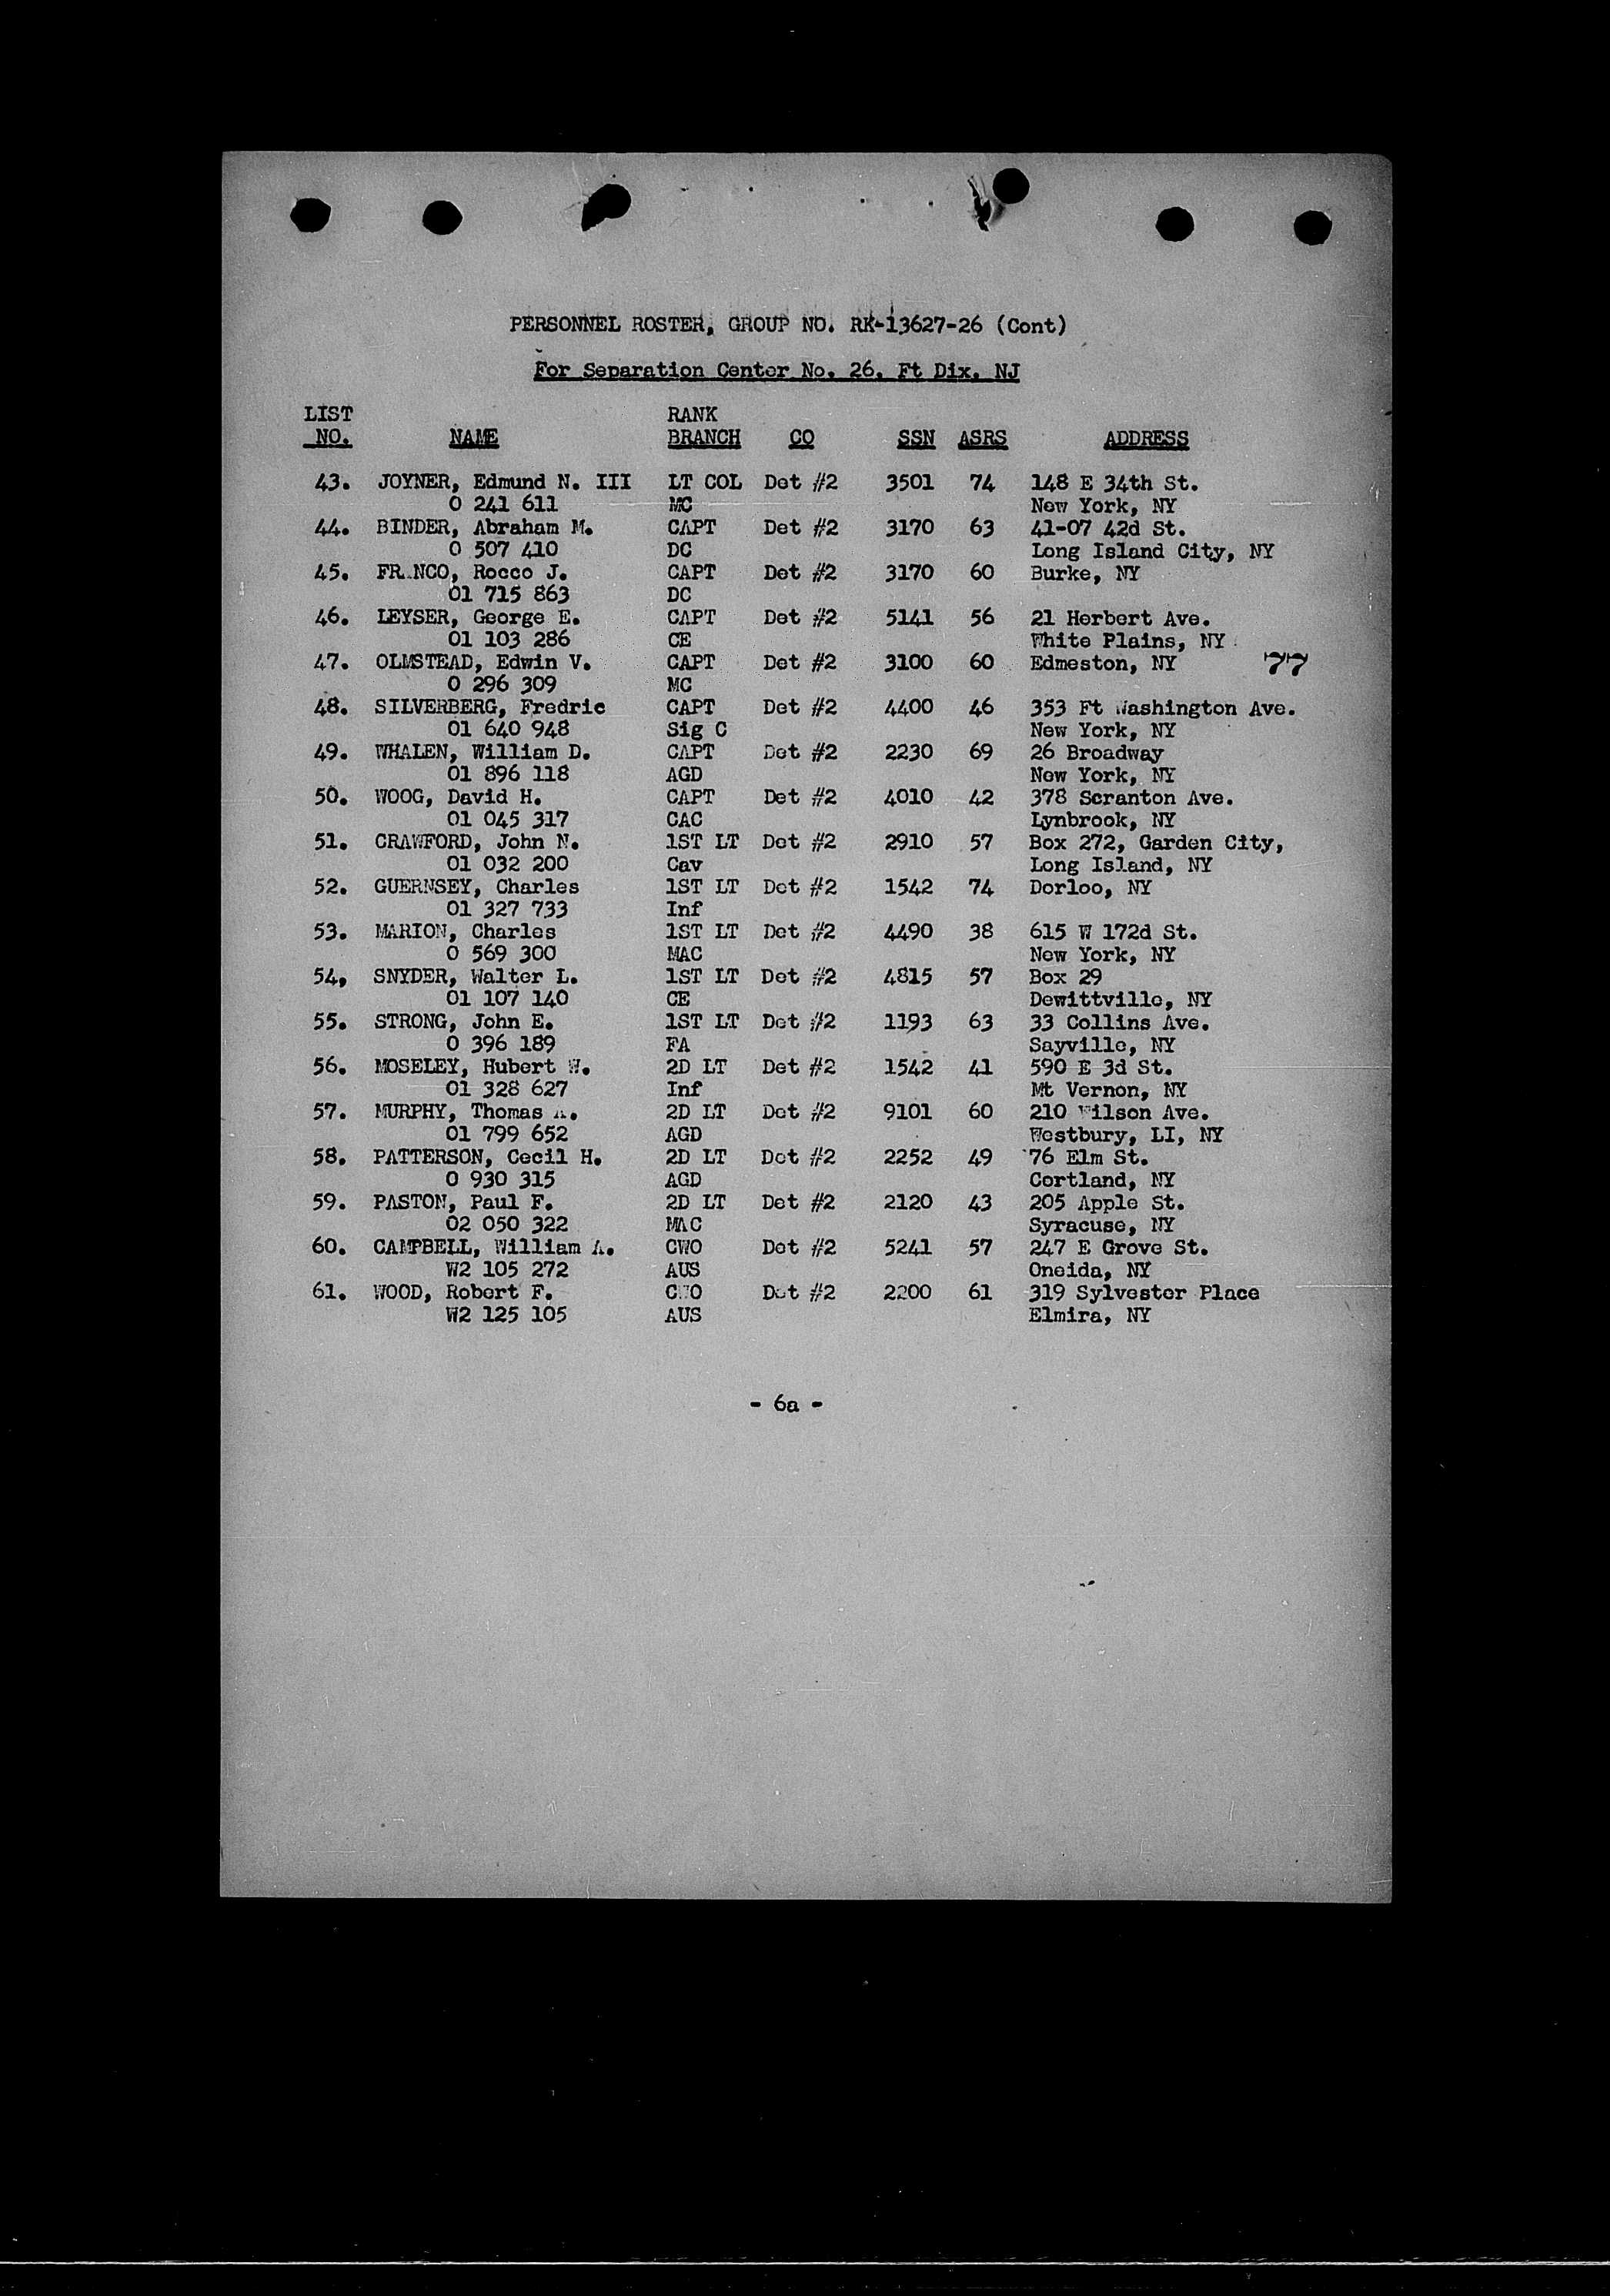 PERSONNEL ROSTER, GROUP NO. RK-13627-26 (Cont)
For Separation Center No. 26, Ft Dix, NJ
LIST RANK
NO. NAME BRANCH CO SSN ASRS ADDRESS
43. JOYNER, Edmund N. III LT COL Det #2 3501 74 148 E 34th St.
O 241 611 MC New York, NY
44. BINDER, Abraham M. CAPT Det #2 3170 63 41-07 42d St.
O 507 410 DC Long Island City, NY
45. FRANCO, Rocco J. CAPT Det #2 3170 60 Burke, NY
O1 715 863 DC
46. LEYSER, George E. CAPT Det #2 5141 56 21 Herbert Ave.
O1 103 286 CE White Plains, NY
47. OLMSTEAD, Edwin V. CAPT Det #2 3100 60 Edmeston, NY 77
O 296 309 MC
48. SILVERBERG, Fredric CAPT Det #2 4400 46 353 Ft Washington Ave.
O1 640 948 Sig C New York, NY
49. WHALEN, William D. CAPT Det #2 2230 69 26 Broadway
O1 896 118 AGD New York, NY
50. WOOG, David H. CAPT Det #2 4010 42 378 Scranton Ave.
O1 045 317 CAC Lynbrook, NY
51. CRAWFORD, John N. 1ST LT Det #2 2910 57 Box 272, Garden City,
O1 032 200 Cav Long Island, NY
52. GUERNSEY, Charles 1ST LT Det #2 1542 74 Dorloo, NY
O1 327 733 Inf
53. MARION, Charles 1ST LT Det #2 4490 38 615 W 172d St.
O 569 300 MAC New York, NY
54, SNYDER, Walter L. 1ST LT Det #2 4815 57 Box 29
O1 107 140 CE Dewittville, NY
55. STRONG, John E. 1ST LT Det #2 1193 63 33 Collins Ave.
O 396 189 FA Sayville, NY
56. MOSELEY, Hubert W. 2D LT Det #2 1542 41 590 E 3d St.
O1 328 627 Inf Mt Vernon, NY
57. MURPHY, Thomas A. 2D LT Det #2 9101 60 210 Wilson Ave.
O1 799 652 AGD Westbury, LI, NY
58. PATTERSON, Cecil H. 2D LT Det #2 2252 49 76 Elm St.
O 930 315 AGD Cortland, NY
59. PASTON, Paul F. 2D LT Det #2 2120 43 205 Apple St.
O2 050 322 MAC Syracuse, NY
60. CAMPBELL, William A. CWO Det #2 5241 57 247 E Grove St.
W2 105 272 AUS Oneida, NY
61. WOOD, Robert F. CWO Det #2 2200 61 319 Sylvester Place
W2 125 105 AUS Elmira, NY
- 6a -